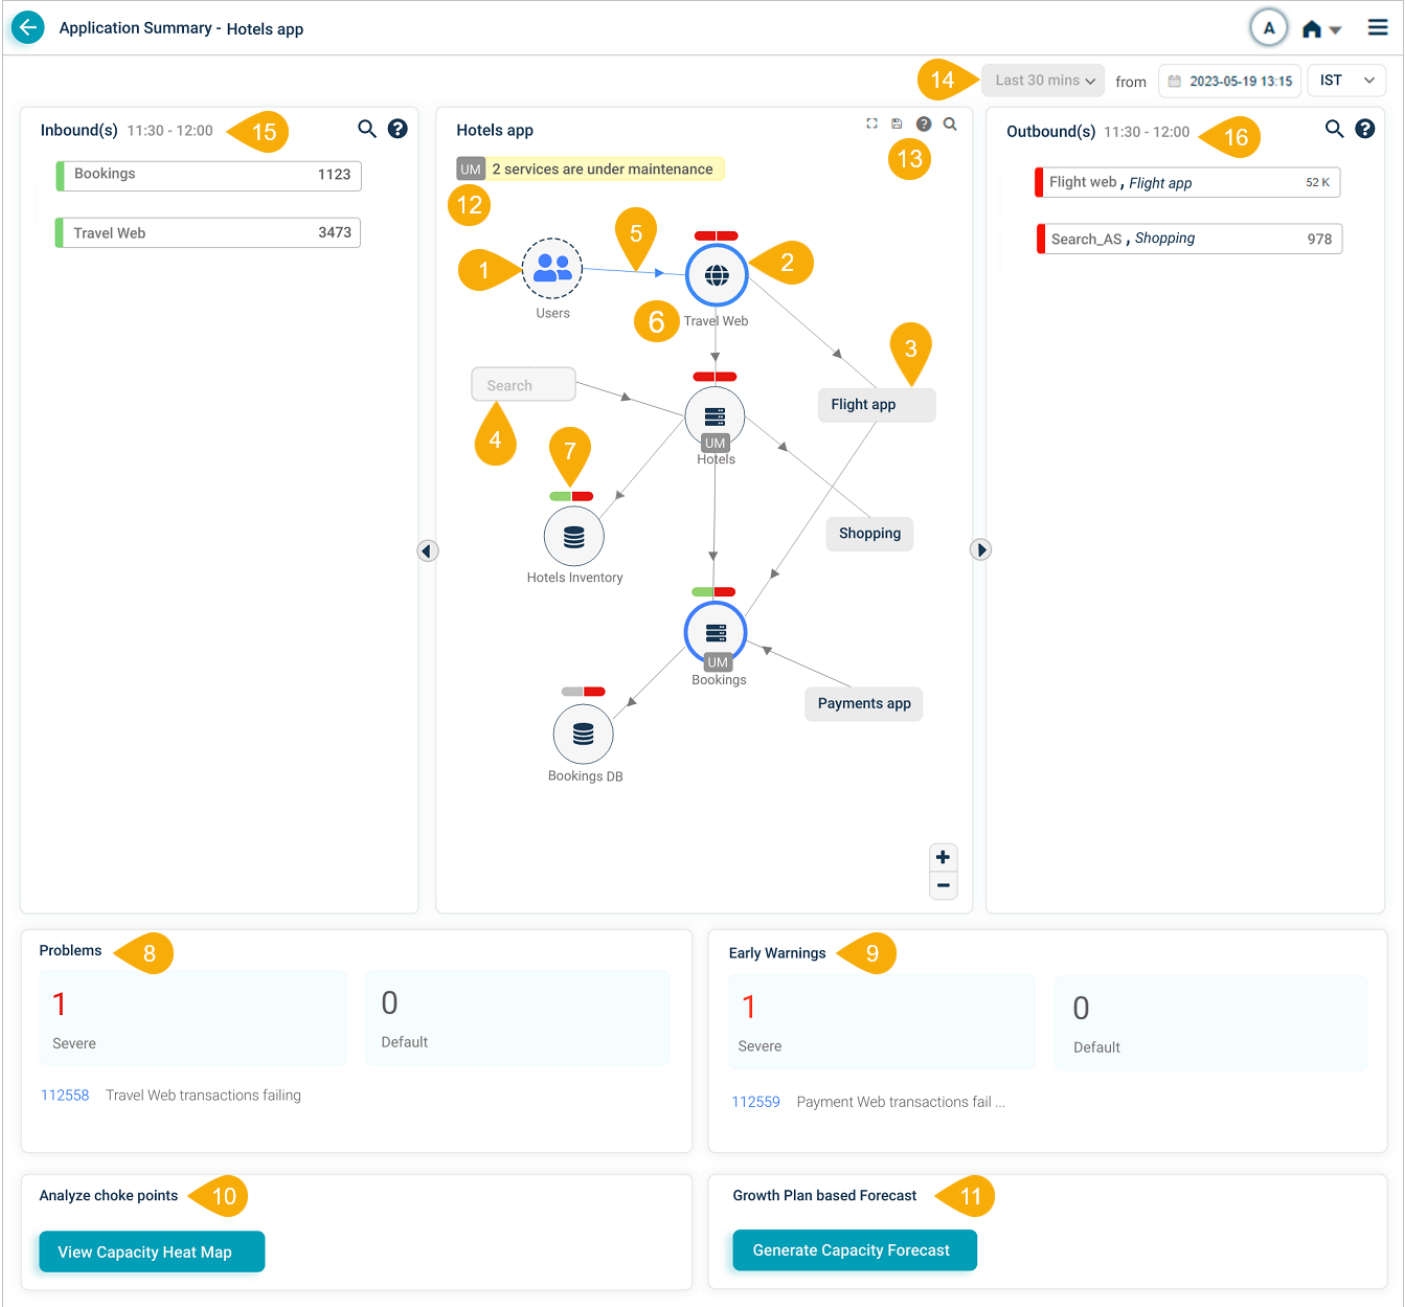 Application Summary - Hotels app
A
14
Last 30 mins
from
2023-05-19 13:15
IST
Inbound(s) 11:30 - 12:00
15
Bookings 1123
Travel Web 3473
Hotels app
13
UM 2 services are under maintenance
12
Outbound(s) 11:30 - 12:00
16
Flight web , Flight app 52 K
Search_AS , Shopping 978
1
5
2
Users
6
Travel Web
3
Search
Flight app
4
7
UM
Hotels
Shopping
Hotels Inventory
UM
Bookings
Payments app
Bookings DB
Problems
8
1
Severe
0
Default
112558 Travel Web transactions failing
Early Warnings
9
1
Severe
0
Default
112559 Payment Web transactions fail ...
Analyze choke points
10
View Capacity Heat Map
Growth Plan based Forecast
11
Generate Capacity Forecast